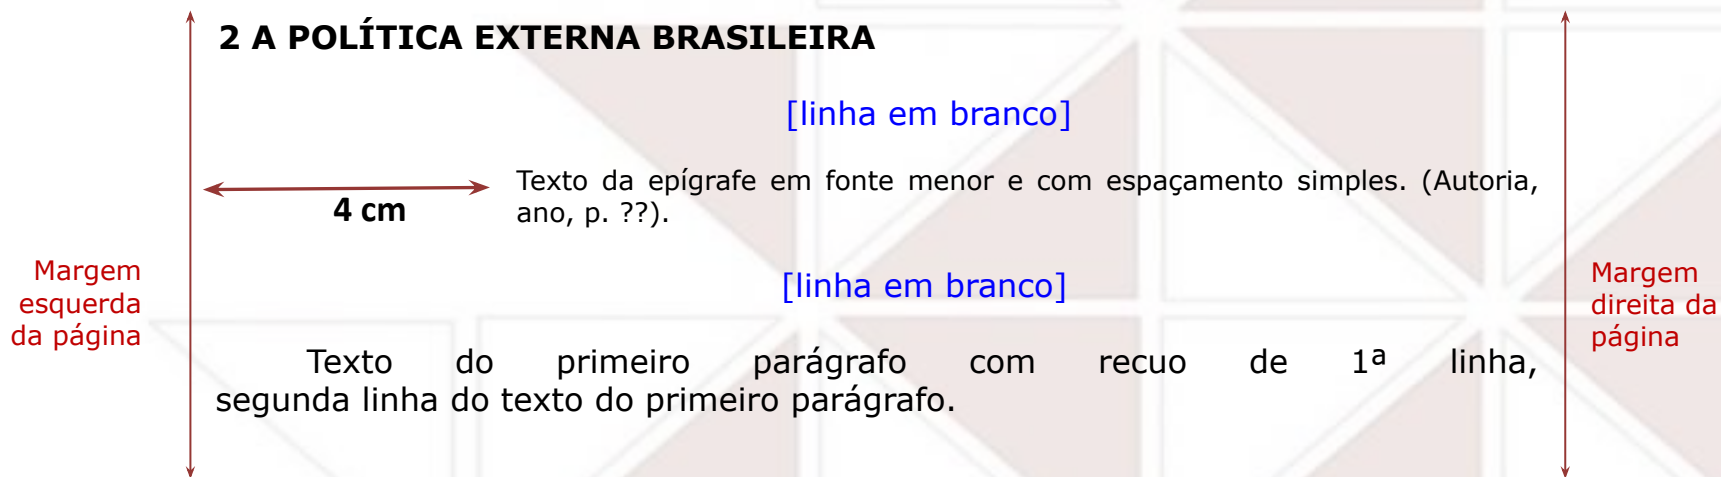 2 A POLÍTICA EXTERNA BRASILEIRA
[linha em branco]
Texto da epígrafe em fonte menor e com espaçamento simples. (Autoria,
ano, p. ??).
4 cm
Margem
esquerda
da página
[linha em branco]
Margem
direita da
página
Texto do primeiro parágrafo com recuo de 1ª linha,
segunda linha do texto do primeiro parágrafo.